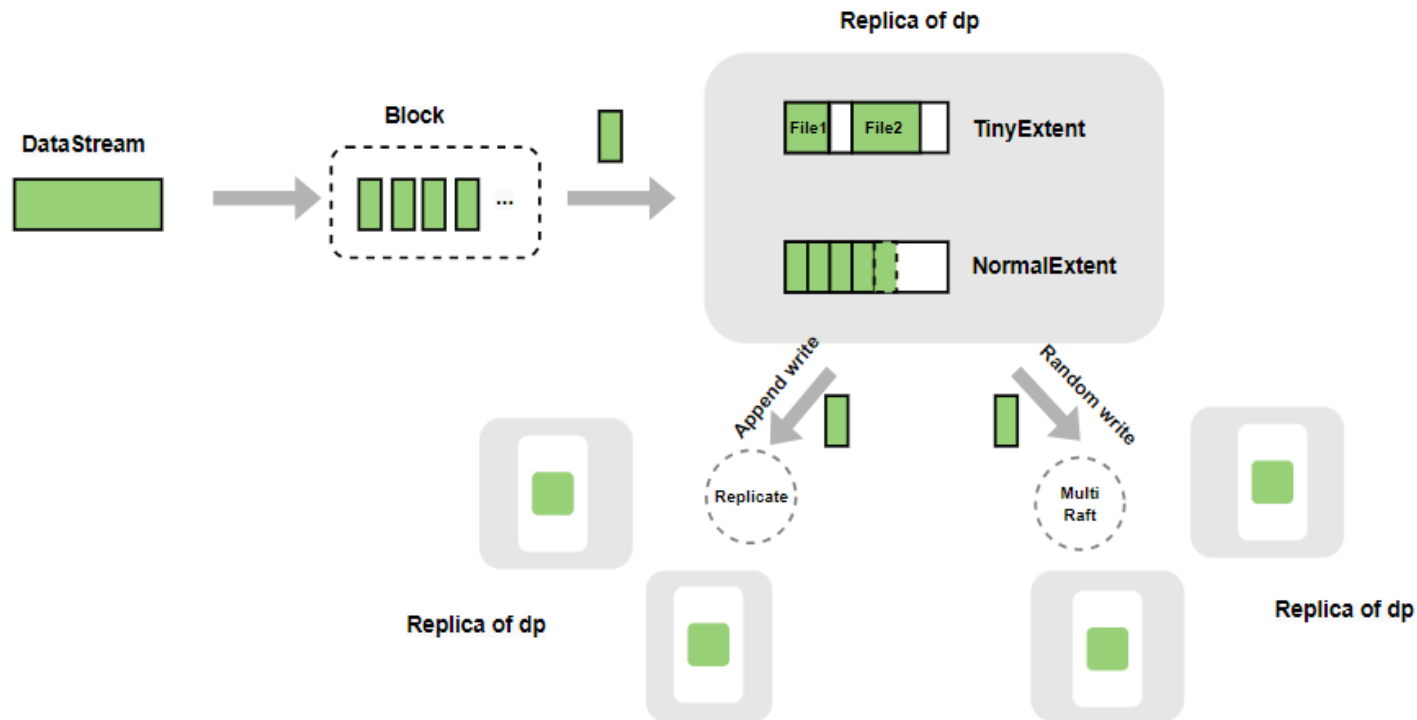 Replica of dp
Block
DataStream
...
File1
File2
TinyExtent
NormalExtent
Append write
Random write
Replicate
Multi
Raft
Replica of dp
Replica of dp